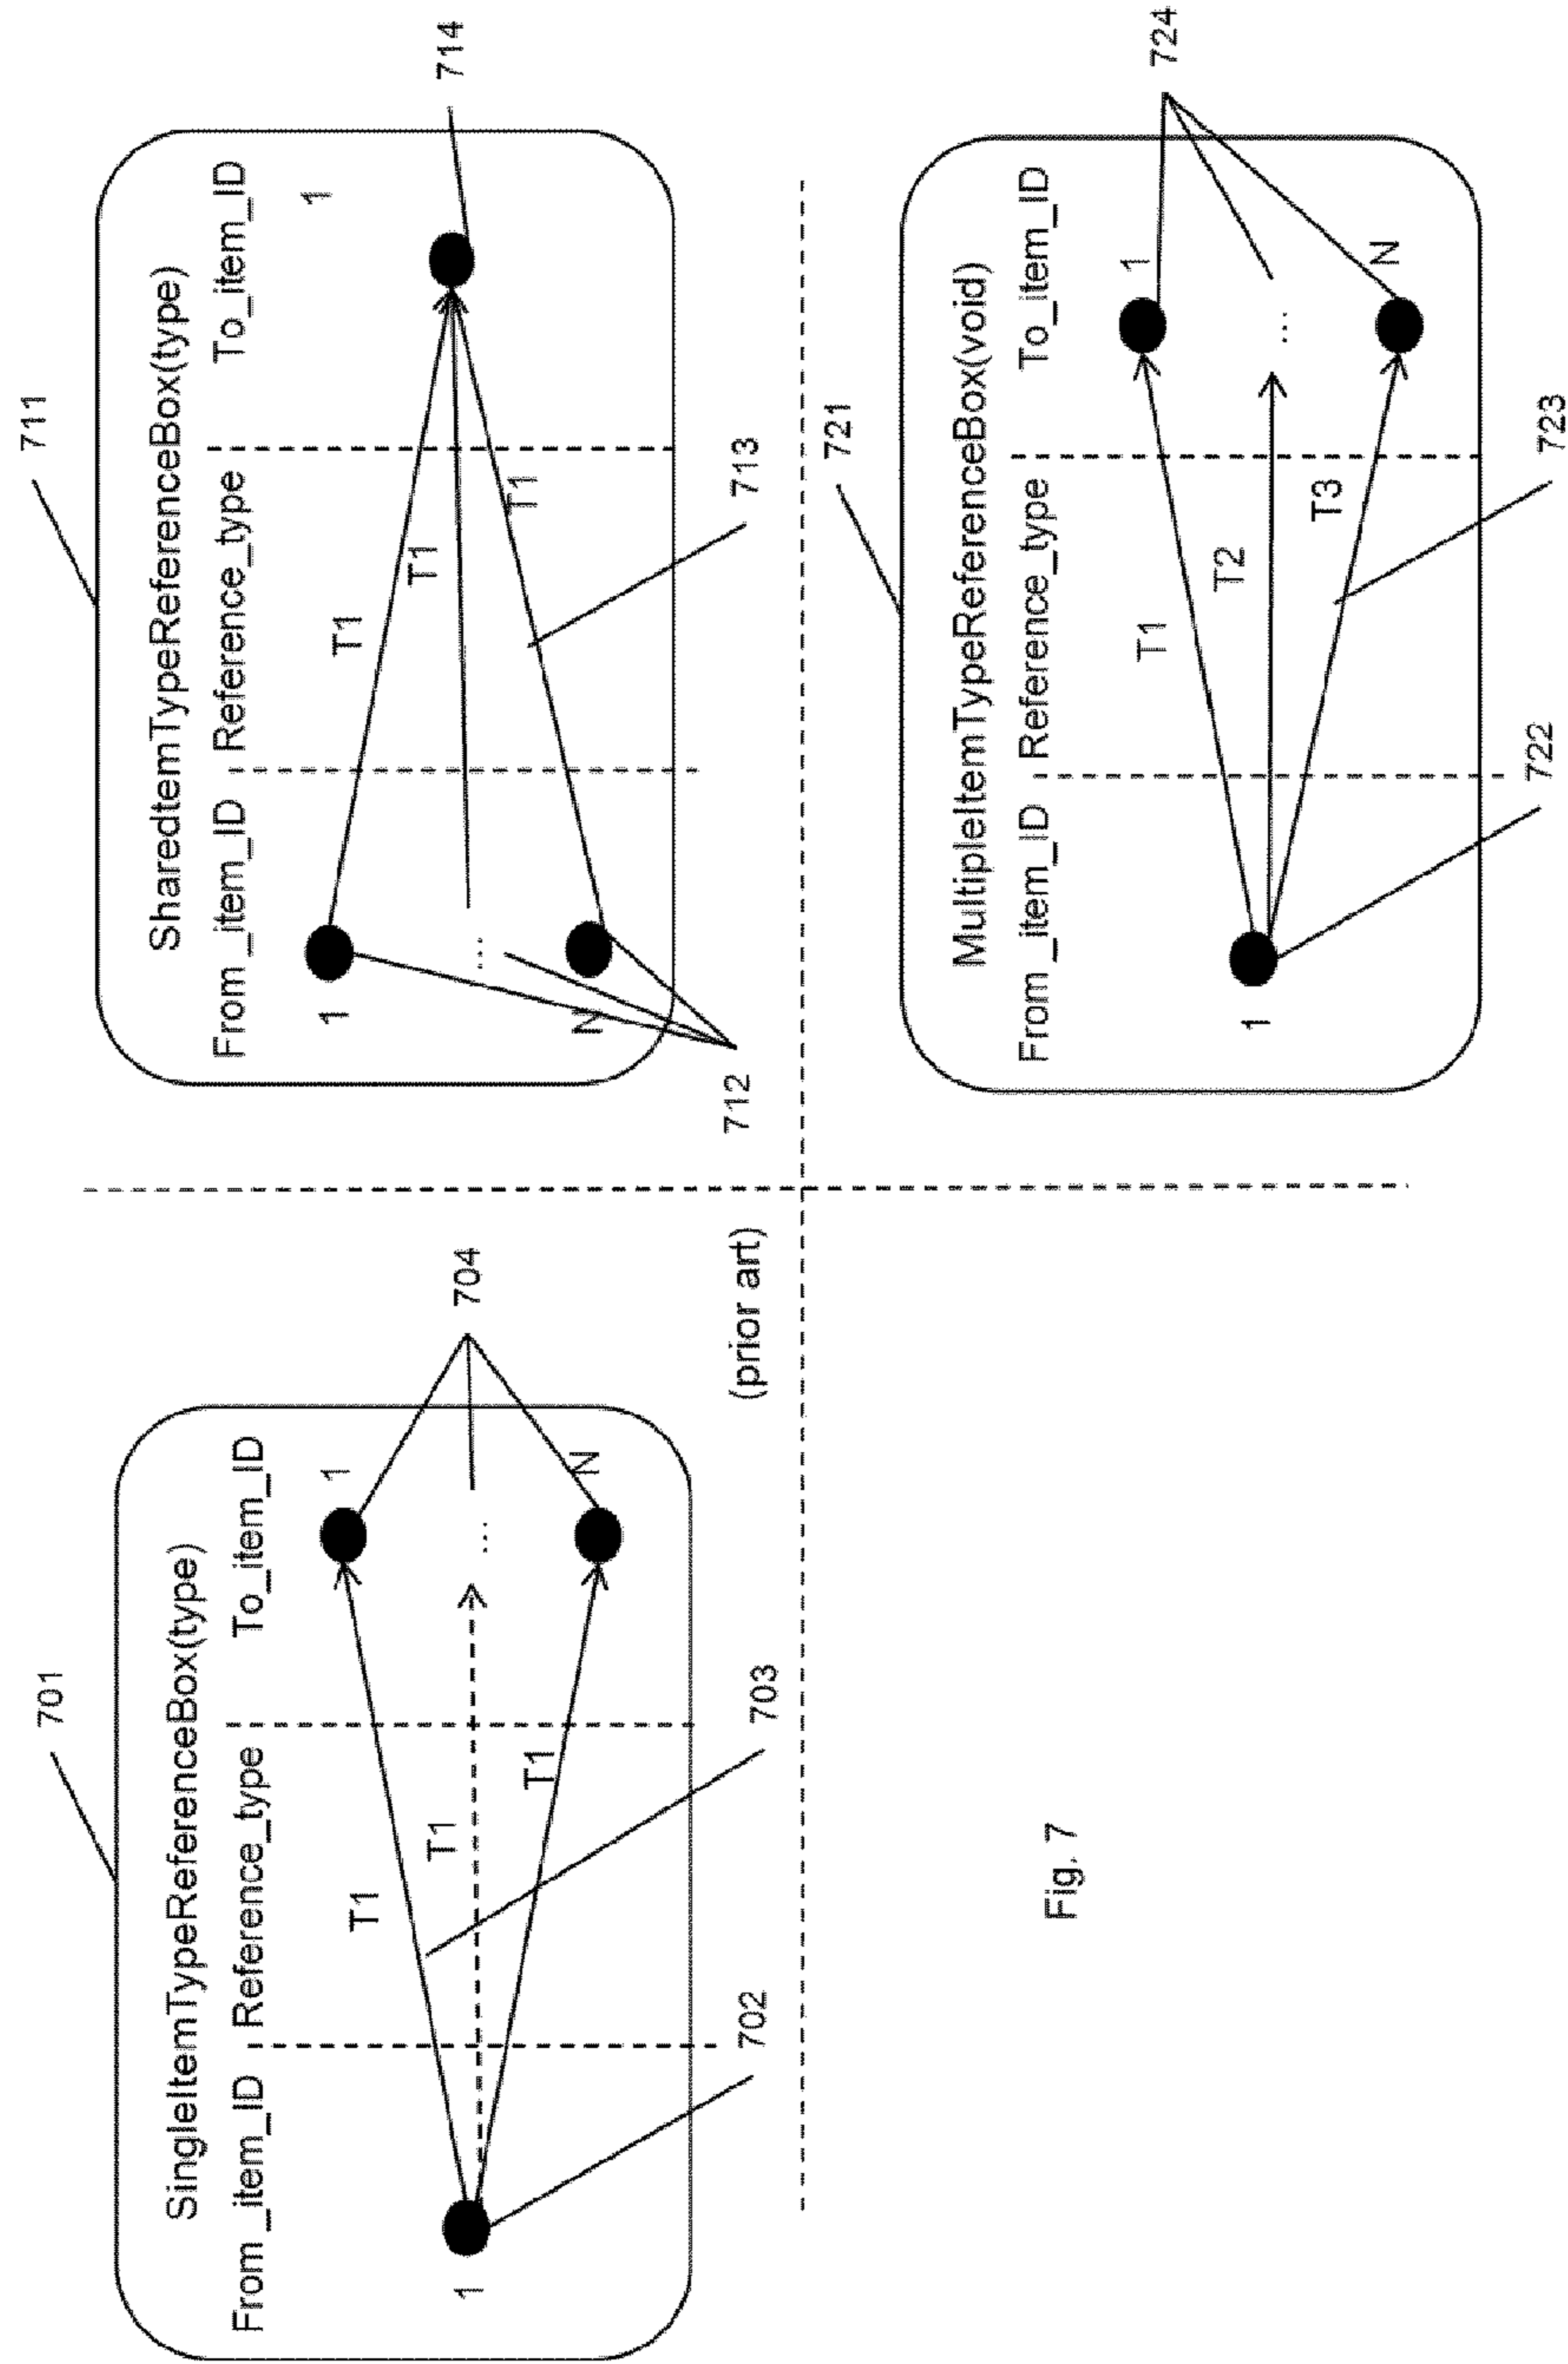 701
SingleItemTypeReferenceBox(type)
From_item_ID Reference_type To_item_ID
1
T1
T1
T1
1
...
N
702
703
704
(prior art)
711
SharedtemTypeReferenceBox(type)
From_item_ID Reference_type To_item_ID
1
...
N
T1
T1
T1
1
712
713
714
721
MultipleItemTypeReferenceBox(void)
From_item_ID Reference_type To_item_ID
1
T1
T2
T3
1
...
N
722
723
724
Fig. 7